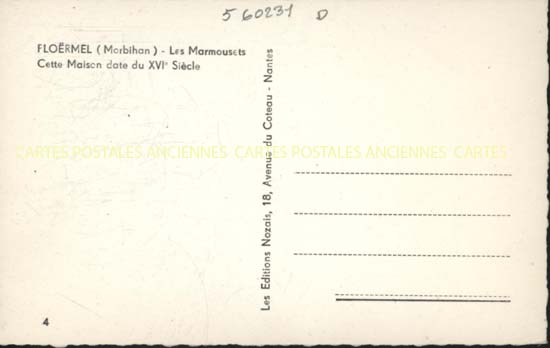 560231 D
FLOËRMEL ( Morbihan ) - Les Marmousets
Cette Maison date du XVIᵉ Siècle
Les Editions Nozais, 18, Avenue du Coteau - Nantes
CARTES POSTALES ANCIENNES CARTES POSTALES ANCIENNES CARTES
4